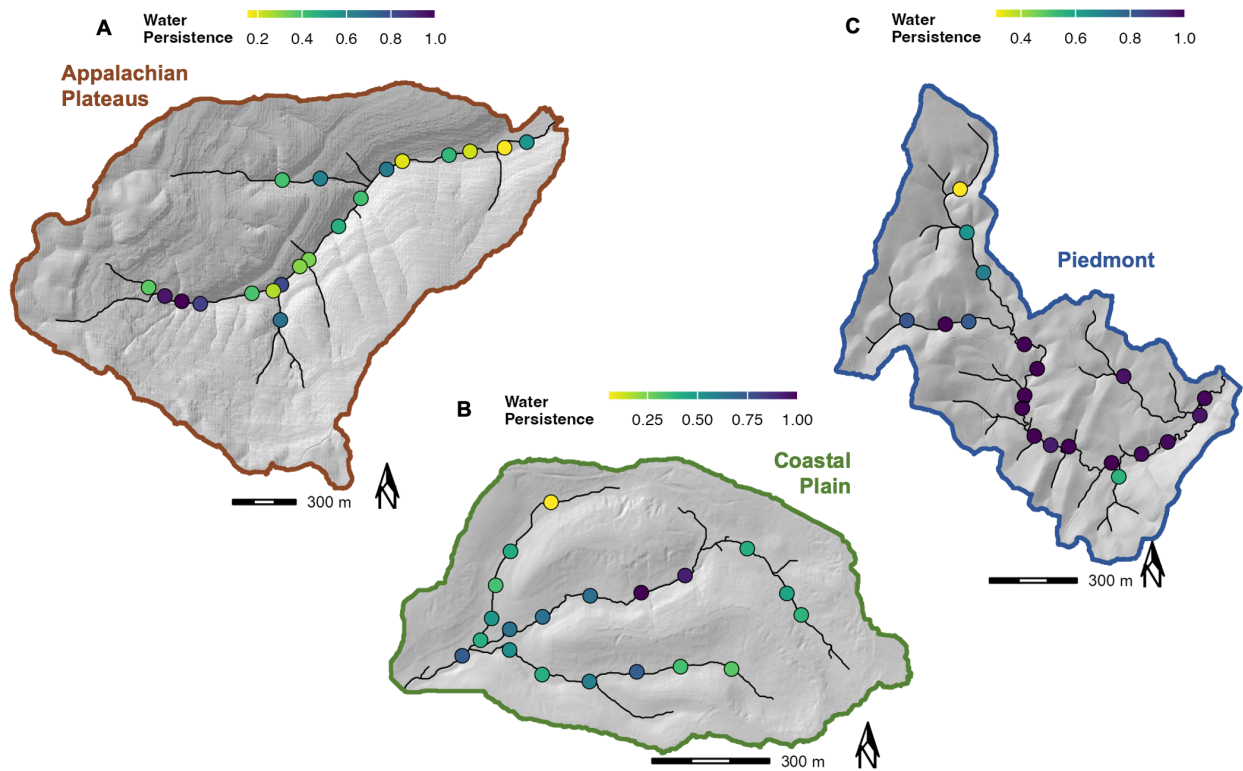 A
Water
Persistence
0.2 0.4 0.6 0.8 1.0
Appalachian
Plateaus
300 m
N
B
Water
Persistence
0.25 0.50 0.75 1.00
Coastal
Plain
300 m
N
C
Water
Persistence
0.4 0.6 0.8 1.0
Piedmont
300 m
N